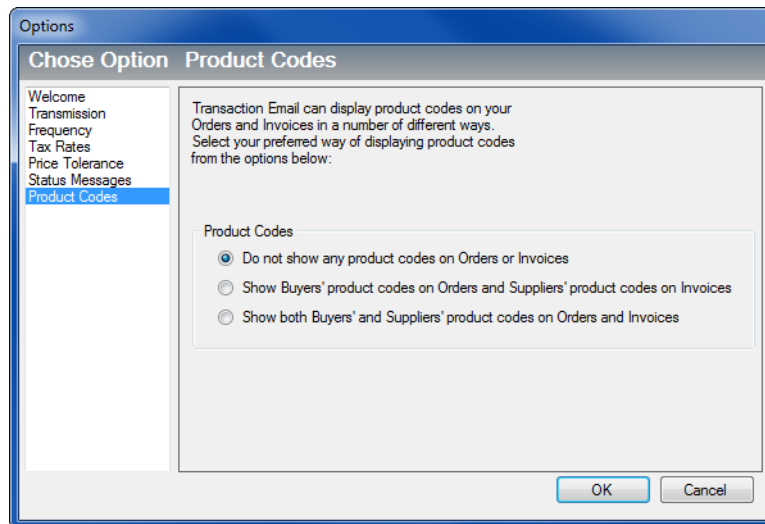 Options
Chose Option
Product Codes
Welcome
Transmission
Frequency
Tax Rates
Price Tolerance
Status Messages
Product Codes
Transaction Email can display product codes on your
Orders and Invoices in a number of different ways.
Select your preferred way of displaying product codes
from the options below:
Product Codes
Do not show any product codes on Orders or Invoices
Show Buyers' product codes on Orders and Suppliers' product codes on Invoices
Show both Buyers' and Suppliers' product codes on Orders and Invoices
OK
Cancel